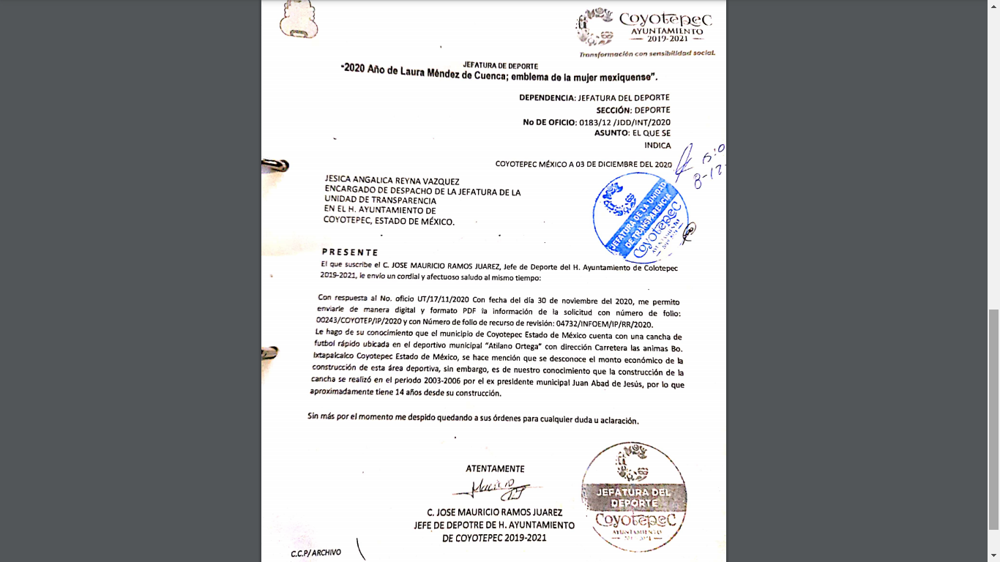 Coyotepec
AYUNTAMIENTO
2019-2021
Transformación con sensibilidad social.
JEFATURA DE DEPORTE
"2020 Año de Laura Méndez de Cuenca; emblema de la mujer mexiquense".
DEPENDENCIA: JEFATURA DEL DEPORTE
SECCIÓN: DEPORTE
No DE OFICIO: 0183/12 /JDD/INT/2020
ASUNTO: EL QUE SE
INDICA
COYOTEPEC MÉXICO A 03 DE DICIEMBRE DEL 2020
JESICA ANGALICA REYNA VAZQUEZ
ENCARGADO DE DESPACHO DE LA JEFATURA DE LA
UNIDAD DE TRANSPARENCIA
EN EL H. AYUNTAMIENTO DE
COYOTEPEC, ESTADO DE MÉXICO.
JEFATURA DE LA UNIDAD
DE TRANSPARENCIA
Coyotepec
AYUNTAMIENTO
P R E S E N T E
El que suscribe el C. JOSE MAURICIO RAMOS JUAREZ, Jefe de Deporte del H. Ayuntamiento de Colotepec
2019-2021, le envío un cordial y afectuoso saludo al mismo tiempo:
Con respuesta al No. oficio UT/17/11/2020 Con fecha del día 30 de noviembre del 2020, me permito
enviarle de manera digital y formato PDF la información de la solicitud con número de folio:
00243/COYOTEP/IP/2020 y con Número de folio de recurso de revisión: 04732/INFOEM/IP/RR/2020.
Le hago de su conocimiento que el municipio de Coyotepec Estado de México cuenta con una cancha de
futbol rápido ubicada en el deportivo municipal "Atilano Ortega" con dirección Carretera las animas Bo.
Ixtapalcalco Coyotepec Estado de México, se hace mención que se desconoce el monto económico de la
construcción de esta área deportiva, sin embargo, es de nuestro conocimiento que la construcción de la
cancha se realizó en el periodo 2003-2006 por el ex presidente municipal Juan Abad de Jesús, por lo que
aproximadamente tiene 14 años desde su construcción.
Sin más por el momento me despido quedando a sus órdenes para cualquier duda u aclaración.
ATENTAMENTE
C. JOSE MAURICIO RAMOS JUAREZ
JEFE DE DEPOTRE DE H. AYUNTAMIENTO
DE COYOTEPEC 2019-2021
JEFATURA DEL
DEPORTE
Coyotepec
AYUNTAMIENTO
C.C.P/ARCHIVO